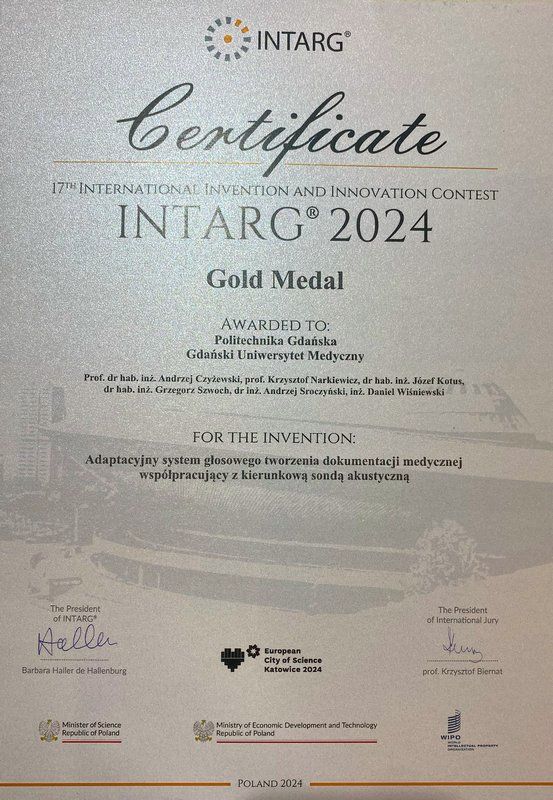 INTARG®
Certificate
17TH INTERNATIONAL INVENTION AND INNOVATION CONTEST
INTARG® 2024
Gold Medal
AWARDED TO:
Politechnika Gdańska
Gdański Uniwersytet Medyczny
Prof. dr hab. inż. Andrzej Czyżewski, prof. Krzysztof Narkiewicz, dr hab. inż. Józef Kotus,
dr hab. inż. Grzegorz Szwoch, dr inż. Andrzej Sroczyński, inż. Daniel Wiśniewski
FOR THE INVENTION:
Adaptacyjny system głosowego tworzenia dokumentacji medycznej
współpracujący z kierunkową sondą akustyczną
The President
of INTARG®
Haller
Barbara Haller de Hallenburg
European
City of Science
Katowice 2024
The President
of International Jury
prof. Krzysztof Biernat
Minister of Science
Republic of Poland
Ministry of Economic Development and Technology
Republic of Poland
WIPO
WORLD
INTELLECTUAL PROPERTY
ORGANIZATION
POLAND 2024